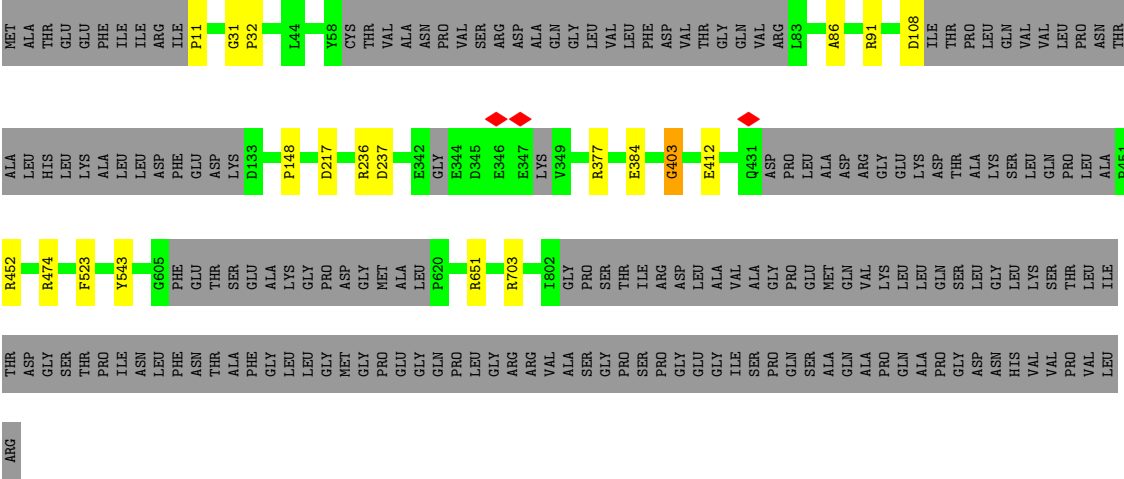 MET ALA THR GLU GLU PHE ILE ILE ARG ILE P11 G31 P32 L44 Y58 CYS THR VAL ALA ASN PRO VAL SER ARG ASP ALA GLN GLY LEU VAL LEU PHE ASP VAL THR GLY GLN VAL ARG L83 A86 R91 D108 ILE THR PRO LEU GLN VAL VAL LEU PRO ASN THR
ALA LEU HIS LEU LYS ALA LEU LEU ASP PHE GLU ASP LYS D133 P148 D217 R236 D237 E342 GLY E344 D345 E346 E347 LYS V349 R377 E384 G403 E412 Q431 ASP PRO LEU ALA ASP ARG GLY GLU LYS ASP THR ALA LYS SER LEU GLN PRO LEU ALA
R452 R474 F523 Y543 G605 PHE GLU THR SER GLU ALA LYS GLY PRO ASP GLY MET ALA LEU P620 R651 R703 I802 GLY PRO SER THR ILE ARG ASP LEU ALA VAL ALA GLY PRO GLU MET GLN VAL LYS LEU LEU GLN SER LEU GLY LEU LYS SER THR LEU ILE
THR ASP GLY SER THR PRO ILE ASN LEU PHE ASN THR ALA PHE GLY LEU LEU GLY MET GLY PRO GLU GLY GLN PRO LEU GLY ARG ARG VAL ALA SER GLY PRO SER PRO GLY GLU GLY ILE SER PRO GLN SER ALA GLN ALA PRO GLN ALA PRO GLY ASP ASN HIS VAL VAL PRO VAL LEU
ARG